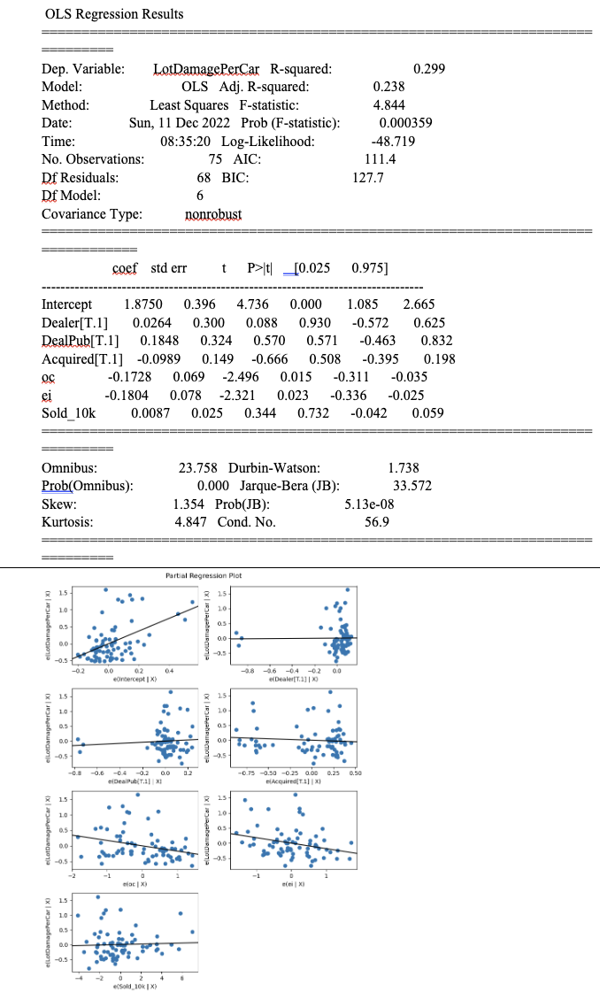 OLS Regression Results
==============================================================================
=========
Dep. Variable: LotDamagePerCar R-squared: 0.299
Model: OLS Adj. R-squared: 0.238
Method: Least Squares F-statistic: 4.844
Date: Sun, 11 Dec 2022 Prob (F-statistic): 0.000359
Time: 08:35:20 Log-Likelihood: -48.719
No. Observations: 75 AIC: 111.4
Df Residuals: 68 BIC: 127.7
Df Model: 6
Covariance Type: nonrobust
==============================================================================
============
coef std err t P>|t| [0.025 0.975]
------------------------------------------------------------------------------------
Intercept 1.8750 0.396 4.736 0.000 1.085 2.665
Dealer[T.1] 0.0264 0.300 0.088 0.930 -0.572 0.625
DealPub[T.1] 0.1848 0.324 0.570 0.571 -0.463 0.832
Acquired[T.1] -0.0989 0.149 -0.666 0.508 -0.395 0.198
oc -0.1728 0.069 -2.496 0.015 -0.311 -0.035
ei -0.1804 0.078 -2.321 0.023 -0.336 -0.025
Sold_10k 0.0087 0.025 0.344 0.732 -0.042 0.059
==============================================================================
=========
Omnibus: 23.758 Durbin-Watson: 1.738
Prob(Omnibus): 0.000 Jarque-Bera (JB): 33.572
Skew: 1.354 Prob(JB): 5.13e-08
Kurtosis: 4.847 Cond. No. 56.9
==============================================================================
=========
Partial Regression Plot
e(LotDamagePerCar | X)
1.5
1.0
0.5
0.0
-0.5
-0.2 0.0 0.2 0.4
e(Intercept | X)
e(LotDamagePerCar | X)
1.5
1.0
0.5
0.0
-0.5
-0.8 -0.6 -0.4 -0.2 0.0
e(Dealer[T.1] | X)
e(LotDamagePerCar | X)
1.5
1.0
0.5
0.0
-0.5
-0.8 -0.6 -0.4 -0.2 0.0 0.2
e(DealPub[T.1] | X)
e(LotDamagePerCar | X)
1.5
1.0
0.5
0.0
-0.5
-0.75 -0.50 -0.25 0.00 0.25 0.50
e(Acquired[T.1] | X)
e(LotDamagePerCar | X)
1.5
1.0
0.5
0.0
-0.5
-2 -1 0 1
e(oc | X)
e(LotDamagePerCar | X)
1.5
1.0
0.5
0.0
-0.5
-1 0 1
e(ei | X)
e(LotDamagePerCar | X)
1.5
1.0
0.5
0.0
-0.5
-4 -2 0 2 4 6
e(Sold_10k | X)